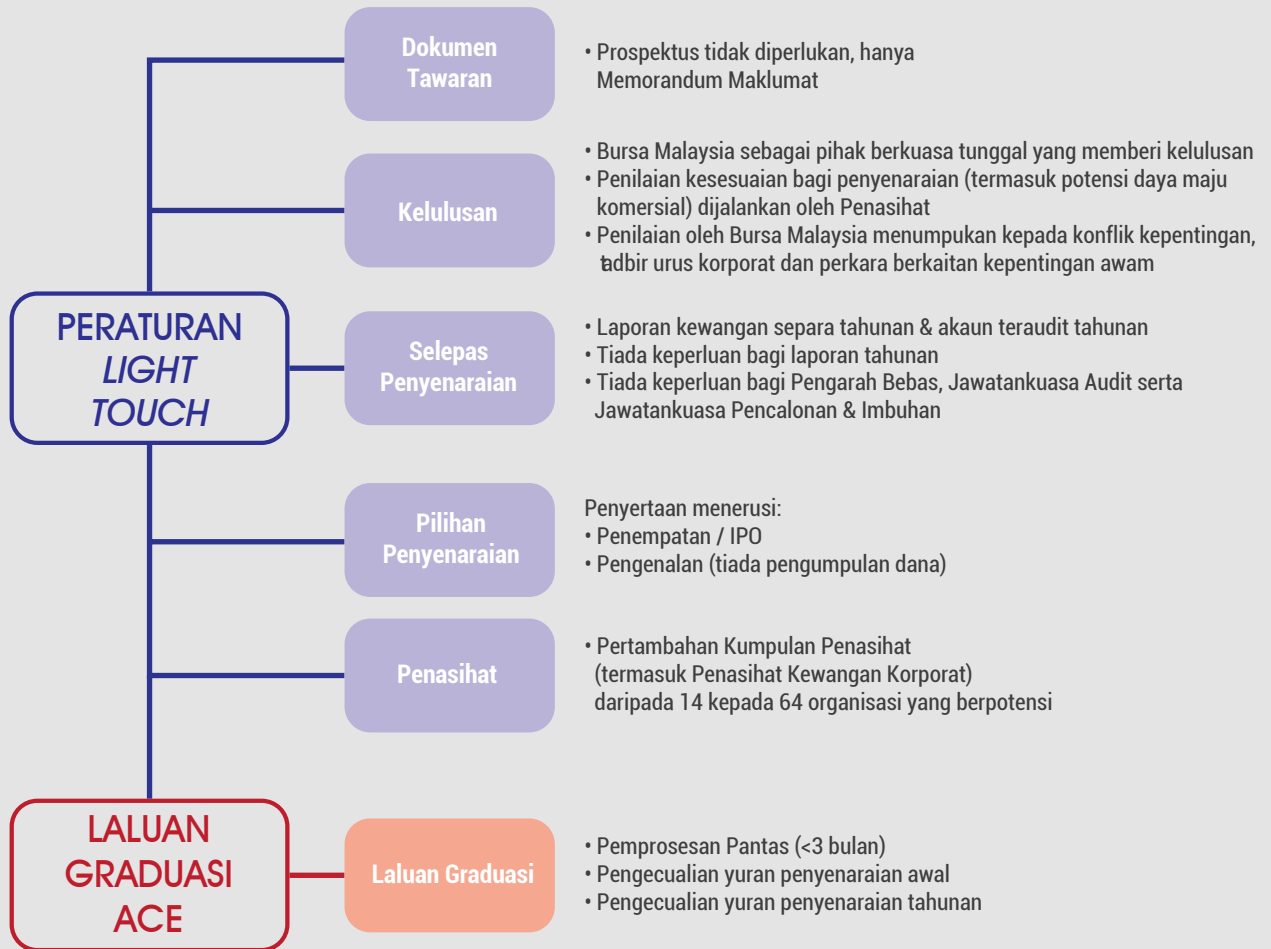 Dokumen
Tawaran
• Prospektus tidak diperlukan, hanya
Memorandum Maklumat
Kelulusan
• Bursa Malaysia sebagai pihak berkuasa tunggal yang memberi kelulusan
• Penilaian kesesuaian bagi penyenaraian (termasuk potensi daya maju
komersial) dijalankan oleh Penasihat
• Penilaian oleh Bursa Malaysia menumpukan kepada konflik kepentingan,
tadbir urus korporat dan perkara berkaitan kepentingan awam
PERATURAN
LIGHT
TOUCH
Selepas
Penyenaraian
• Laporan kewangan separa tahunan & akaun teraudit tahunan
• Tiada keperluan bagi laporan tahunan
• Tiada keperluan bagi Pengarah Bebas, Jawatankuasa Audit serta
Jawatankuasa Pencalonan & Imbuhan
Pilihan
Penyenaraian
Penyertaan menerusi:
• Penempatan / IPO
• Pengenalan (tiada pengumpulan dana)
Penasihat
• Pertambahan Kumpulan Penasihat
(termasuk Penasihat Kewangan Korporat)
daripada 14 kepada 64 organisasi yang berpotensi
LALUAN
GRADUASI
ACE
Laluan Graduasi
• Pemprosesan Pantas (<3 bulan)
• Pengecualian yuran penyenaraian awal
• Pengecualian yuran penyenaraian tahunan